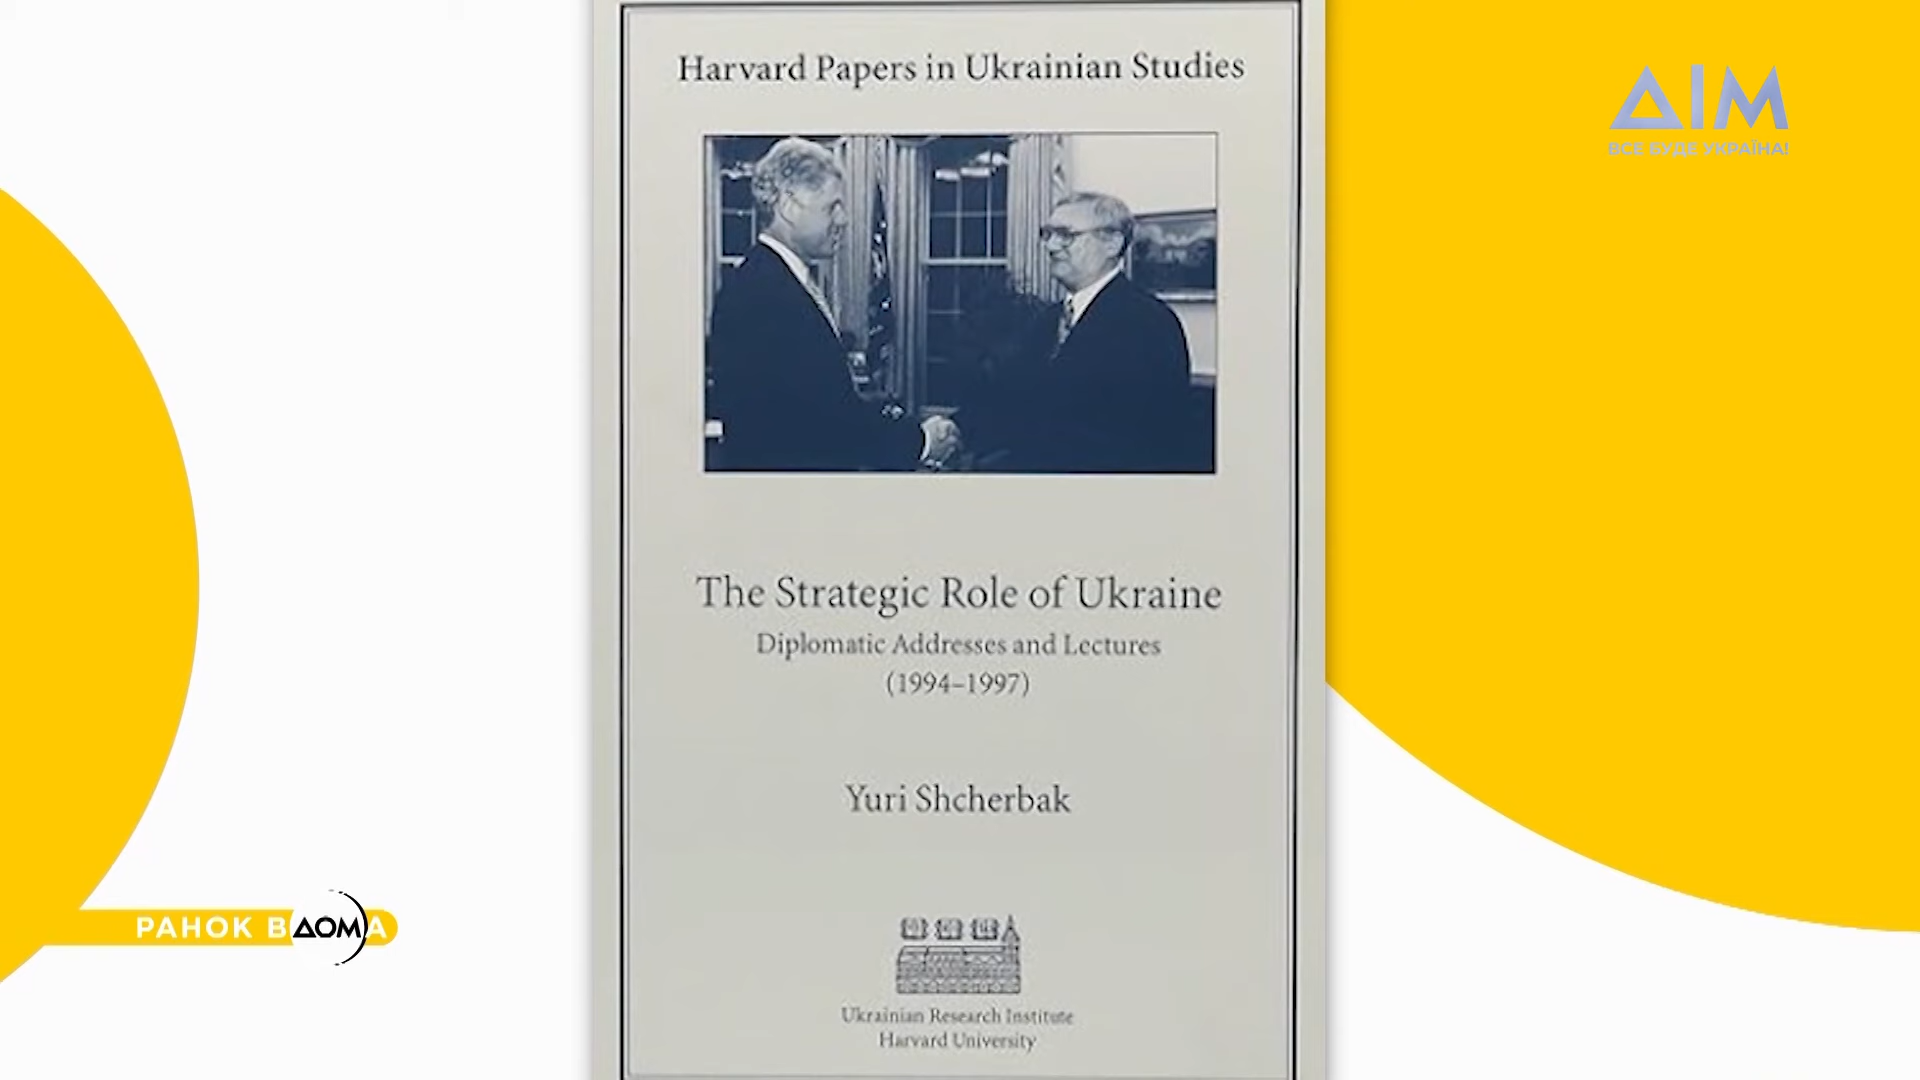 Harvard Papers in Ukrainian Studies
ДІМ
ВСЕ БУДЕ УКРАЇНА!
The Strategic Role of Ukraine
Diplomatic Addresses and Lectures
(1994–1997)
Yuri Shcherbak
РАНОК ВДОМА
Ukrainian Research Institute
Harvard University